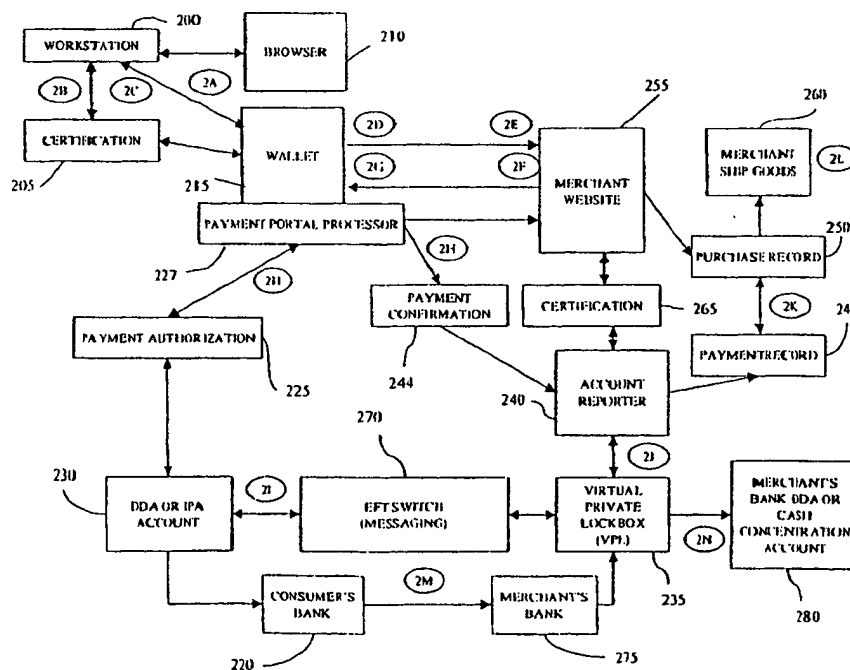 200
WORKSTATION
BROWSER
210
2B
2C
2A
255
260
CERTIFICATION
205
WALLET
215
2D
2E
2G
2F
MERCHANT
WEBSITE
MERCHANT
SHIP GOODS
2L
PAYMENT PORTAL PROCESSOR
227
2H
2H
250
PURCHASE RECORD
PAYMENT
CONFIRMATION
244
CERTIFICATION
265
2K
PAYMENT AUTHORIZATION
225
PAYMENT RECORD
ACCOUNT
REPORTER
240
270
230
2J
DDA OR IPA
ACCOUNT
2I
EFT SWITCH
(MESSAGING)
VIRTUAL
PRIVATE
LOCKBOX
(VPL)
235
2N
MERCHANT'S
BANK DDA OR
CASH
CONCENTRATION
ACCOUNT
280
CONSUMER'S
BANK
220
2M
MERCHANT'S
BANK
275